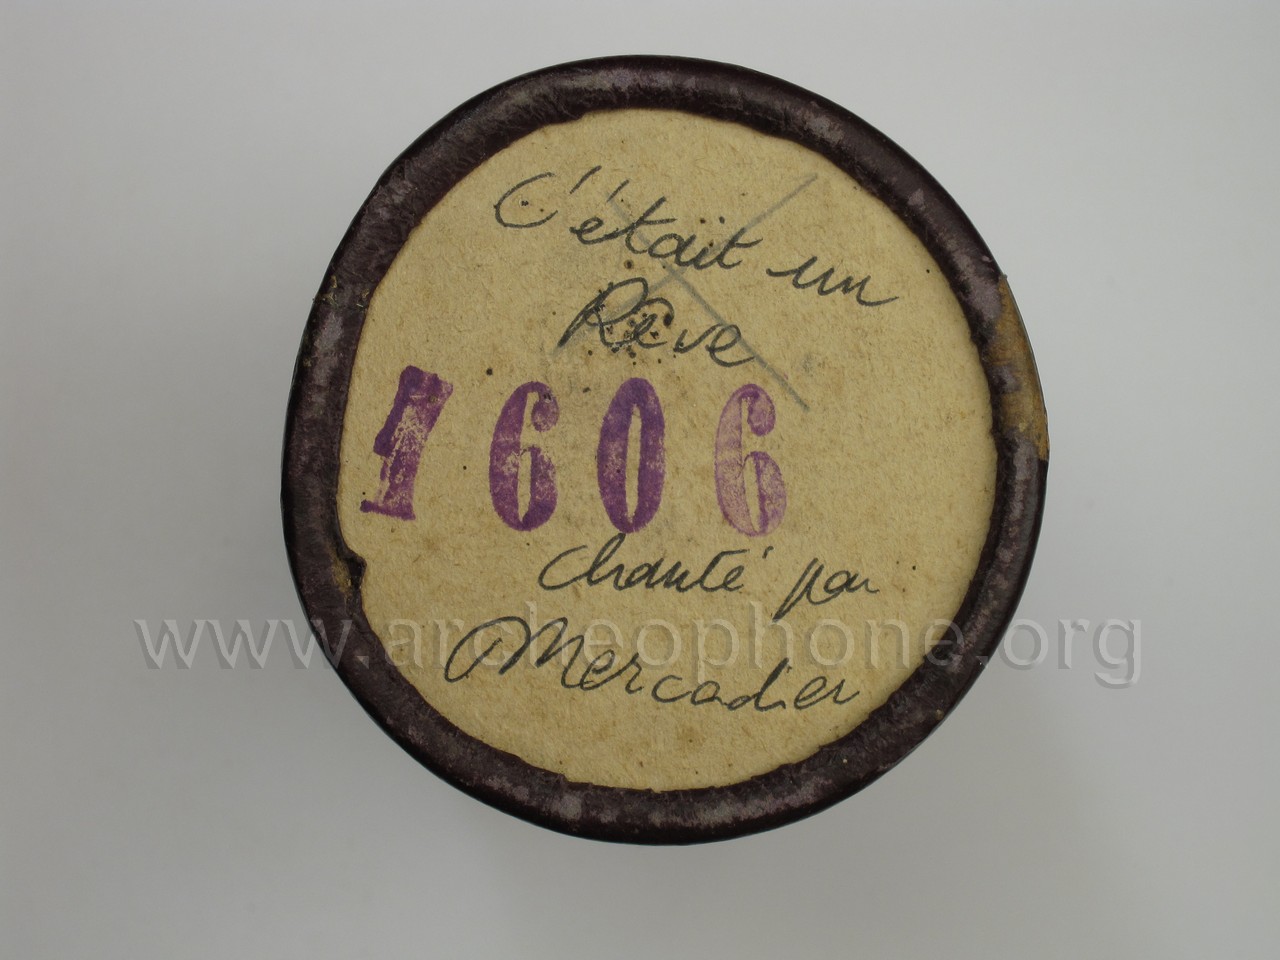 C'était un
Rêve
1606
chanté par
www.archeophone.org
Mercadier